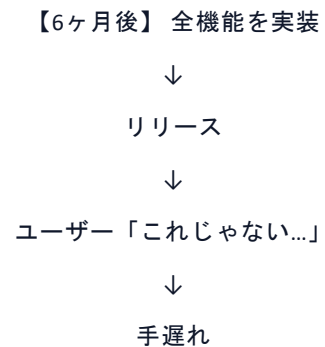 【6ヶ月後】 全機能を実装
↓
リリース
↓
ユーザー「これじゃない…」
↓
手遅れ